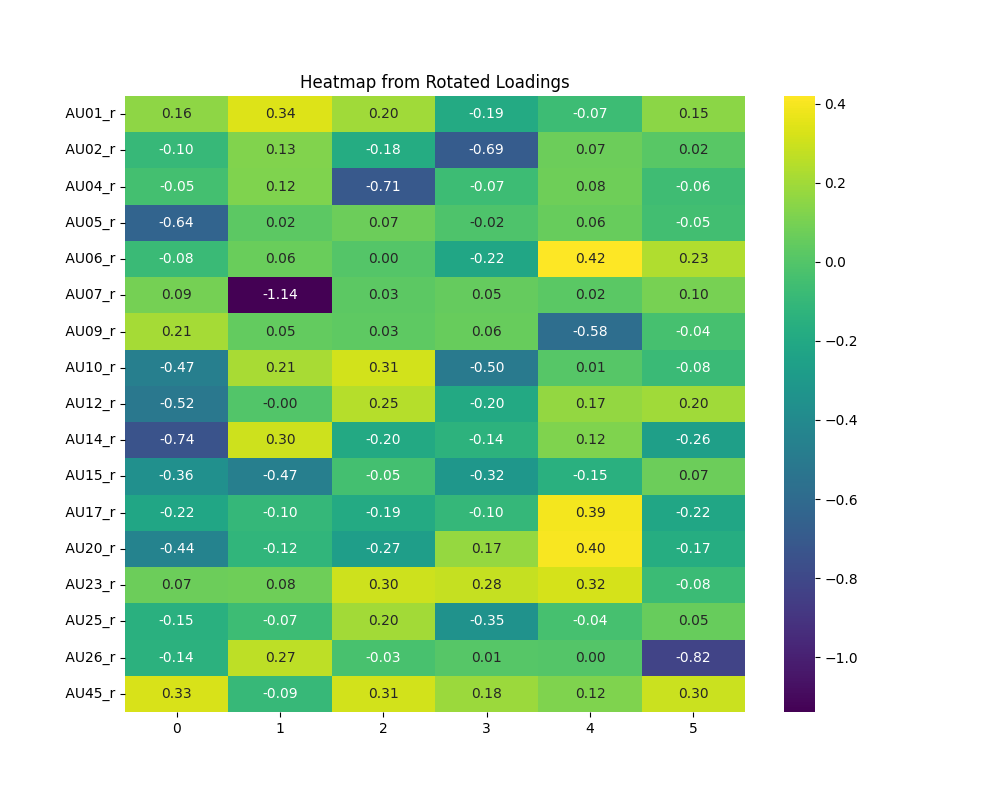 Heatmap from Rotated Loadings
AU01_r 0.16 0.34 0.20 -0.19 -0.07 0.15
AU02_r -0.10 0.13 -0.18 -0.69 0.07 0.02
AU04_r -0.05 0.12 -0.71 -0.07 0.08 -0.06
AU05_r -0.64 0.02 0.07 -0.02 0.06 -0.05
AU06_r -0.08 0.06 0.00 -0.22 0.42 0.23
AU07_r 0.09 -1.14 0.03 0.05 0.02 0.10
AU09_r 0.21 0.05 0.03 0.06 -0.58 -0.04
AU10_r -0.47 0.21 0.31 -0.50 0.01 -0.08
AU12_r -0.52 -0.00 0.25 -0.20 0.17 0.20
AU14_r -0.74 0.30 -0.20 -0.14 0.12 -0.26
AU15_r -0.36 -0.47 -0.05 -0.32 -0.15 0.07
AU17_r -0.22 -0.10 -0.19 -0.10 0.39 -0.22
AU20_r -0.44 -0.12 -0.27 0.17 0.40 -0.17
AU23_r 0.07 0.08 0.30 0.28 0.32 -0.08
AU25_r -0.15 -0.07 0.20 -0.35 -0.04 0.05
AU26_r -0.14 0.27 -0.03 0.01 0.00 -0.82
AU45_r 0.33 -0.09 0.31 0.18 0.12 0.30
0 1 2 3 4 5
0.4
0.2
0.0
−0.2
−0.4
−0.6
−0.8
−1.0